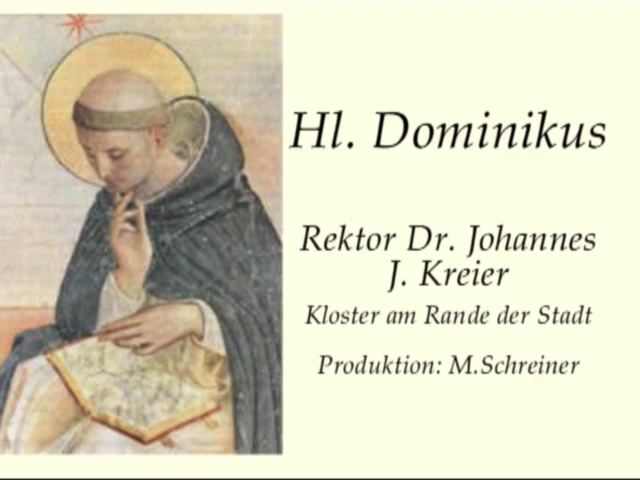 Hl. Dominikus
Rektor Dr. Johannes
J. Kreier
Kloster am Rande der Stadt
Produktion: M.Schreiner